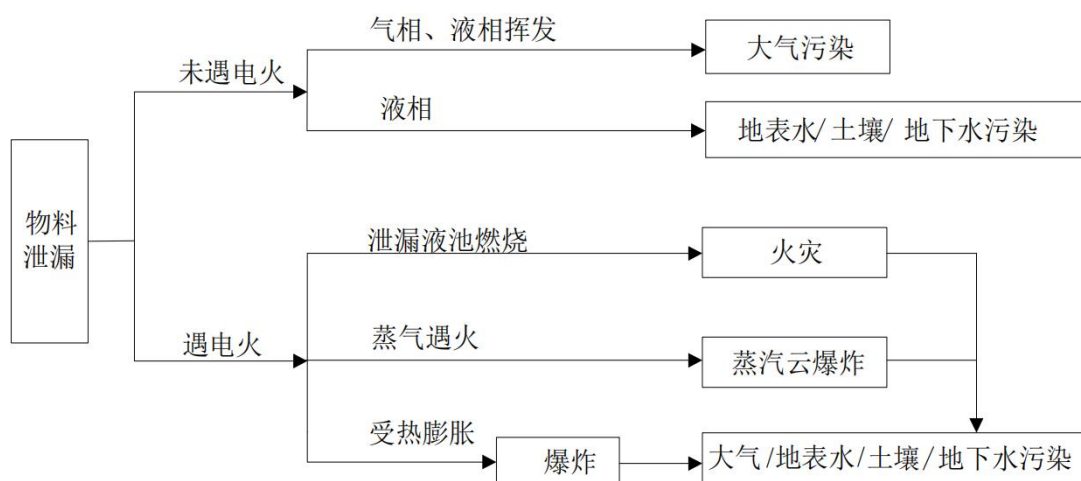 气相、液相挥发
大气污染
未遇电火
液相
地表水/土壤/ 地下水污染
物料
泄漏
泄漏液池燃烧
火灾
遇电火
蒸气遇火
蒸汽云爆炸
受热膨胀
爆炸
大气/地表水/土壤/地下水污染